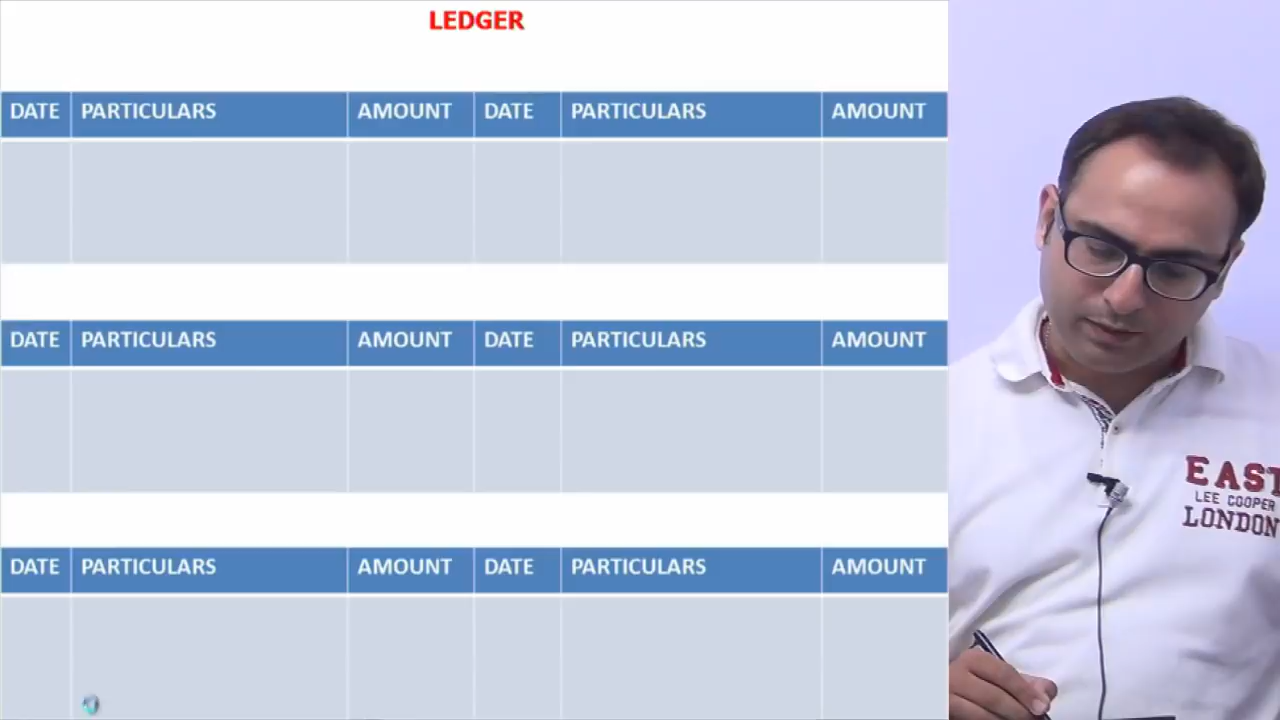 LEDGER
DATE PARTICULARS AMOUNT DATE PARTICULARS AMOUNT
DATE PARTICULARS AMOUNT DATE PARTICULARS AMOUNT
DATE PARTICULARS AMOUNT DATE PARTICULARS AMOUNT
EAST
LEE COOPER
LONDON